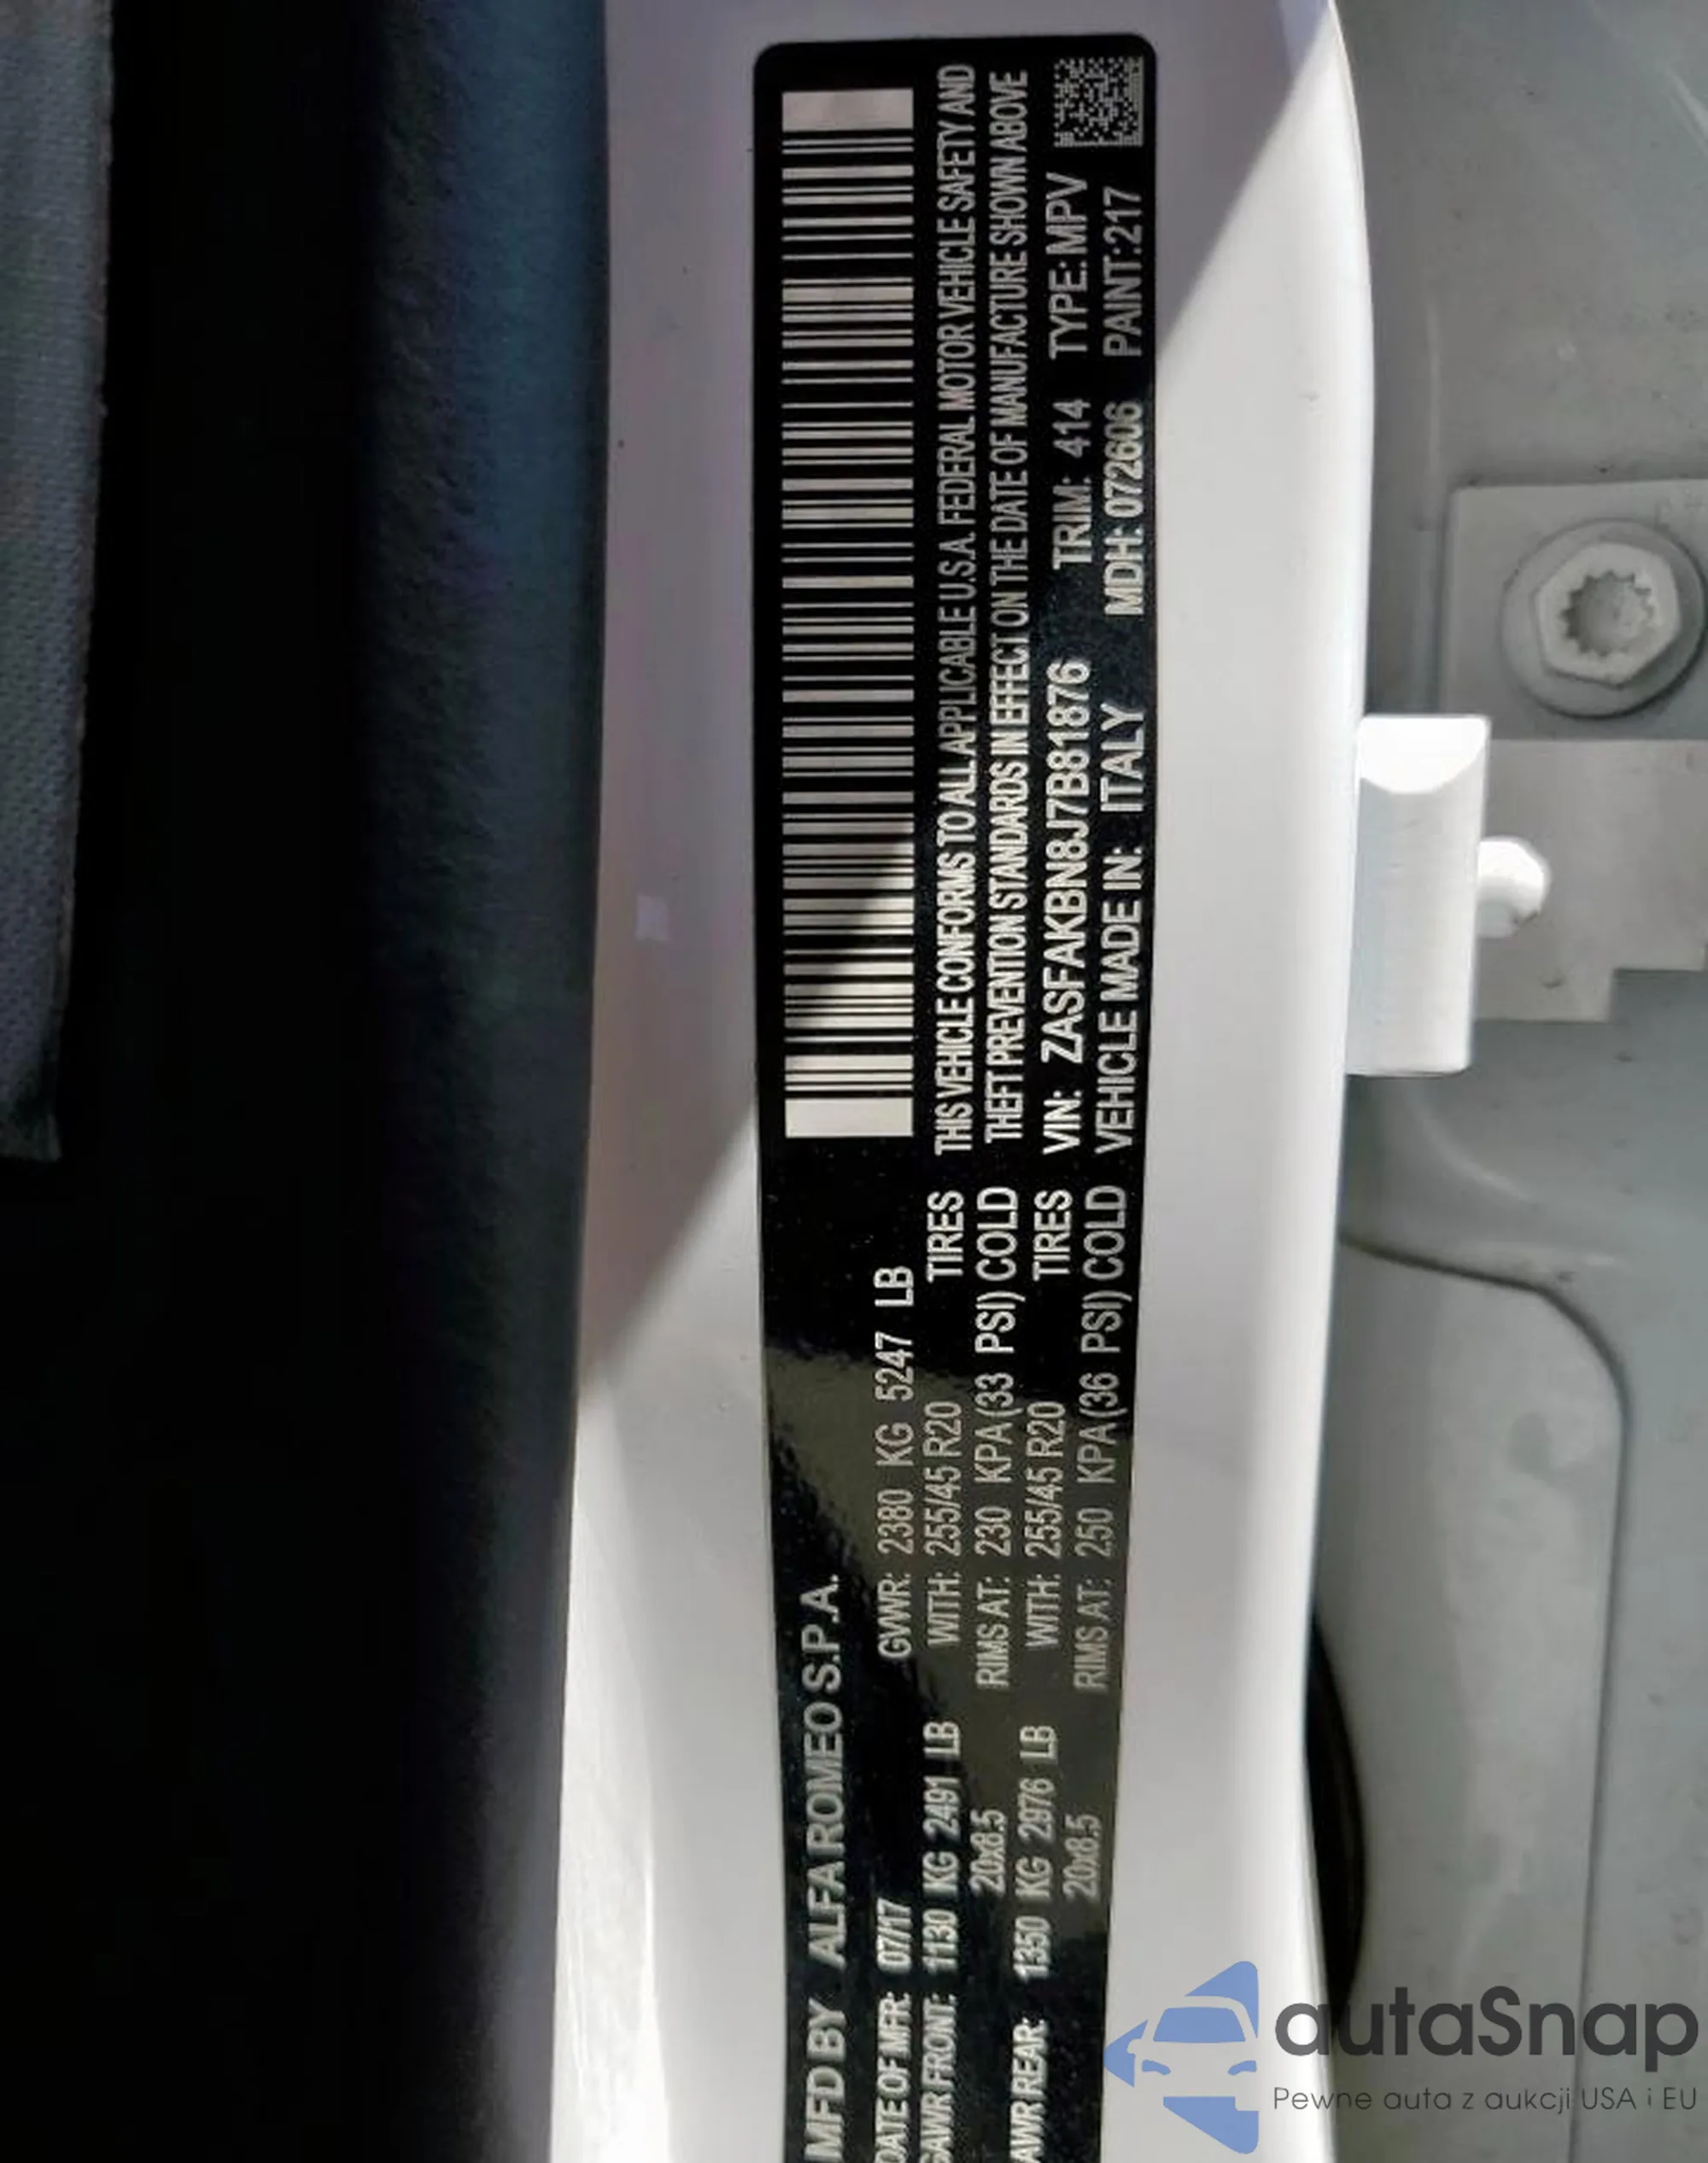 MFD BY ALFA ROMEO S.P.A.
DATE OF MFR: 07/17 GVWR: 2380 KG 5247 LB
GAWR FRONT: 1130 KG 2491 LB WITH: 255/45 R20 TIRES
20x8.5 RIMS AT: 230 KPA (33 PSI) COLD
AWR REAR: 1350 KG 2976 LB WITH: 255/45 R20 TIRES
20x8.5 RIMS AT: 250 KPA (36 PSI) COLD
THIS VEHICLE CONFORMS TO ALL APPLICABLE U.S.A. FEDERAL MOTOR VEHICLE SAFETY AND
THEFT PREVENTION STANDARDS IN EFFECT ON THE DATE OF MANUFACTURE SHOWN ABOVE
VIN: ZASFAKBN8J7B81876 TRIM: 414 TYPE: MPV
VEHICLE MADE IN: ITALY MDH: 072606 PAINT: 217
autaSnap
Pewne auta z aukcji USA i EU